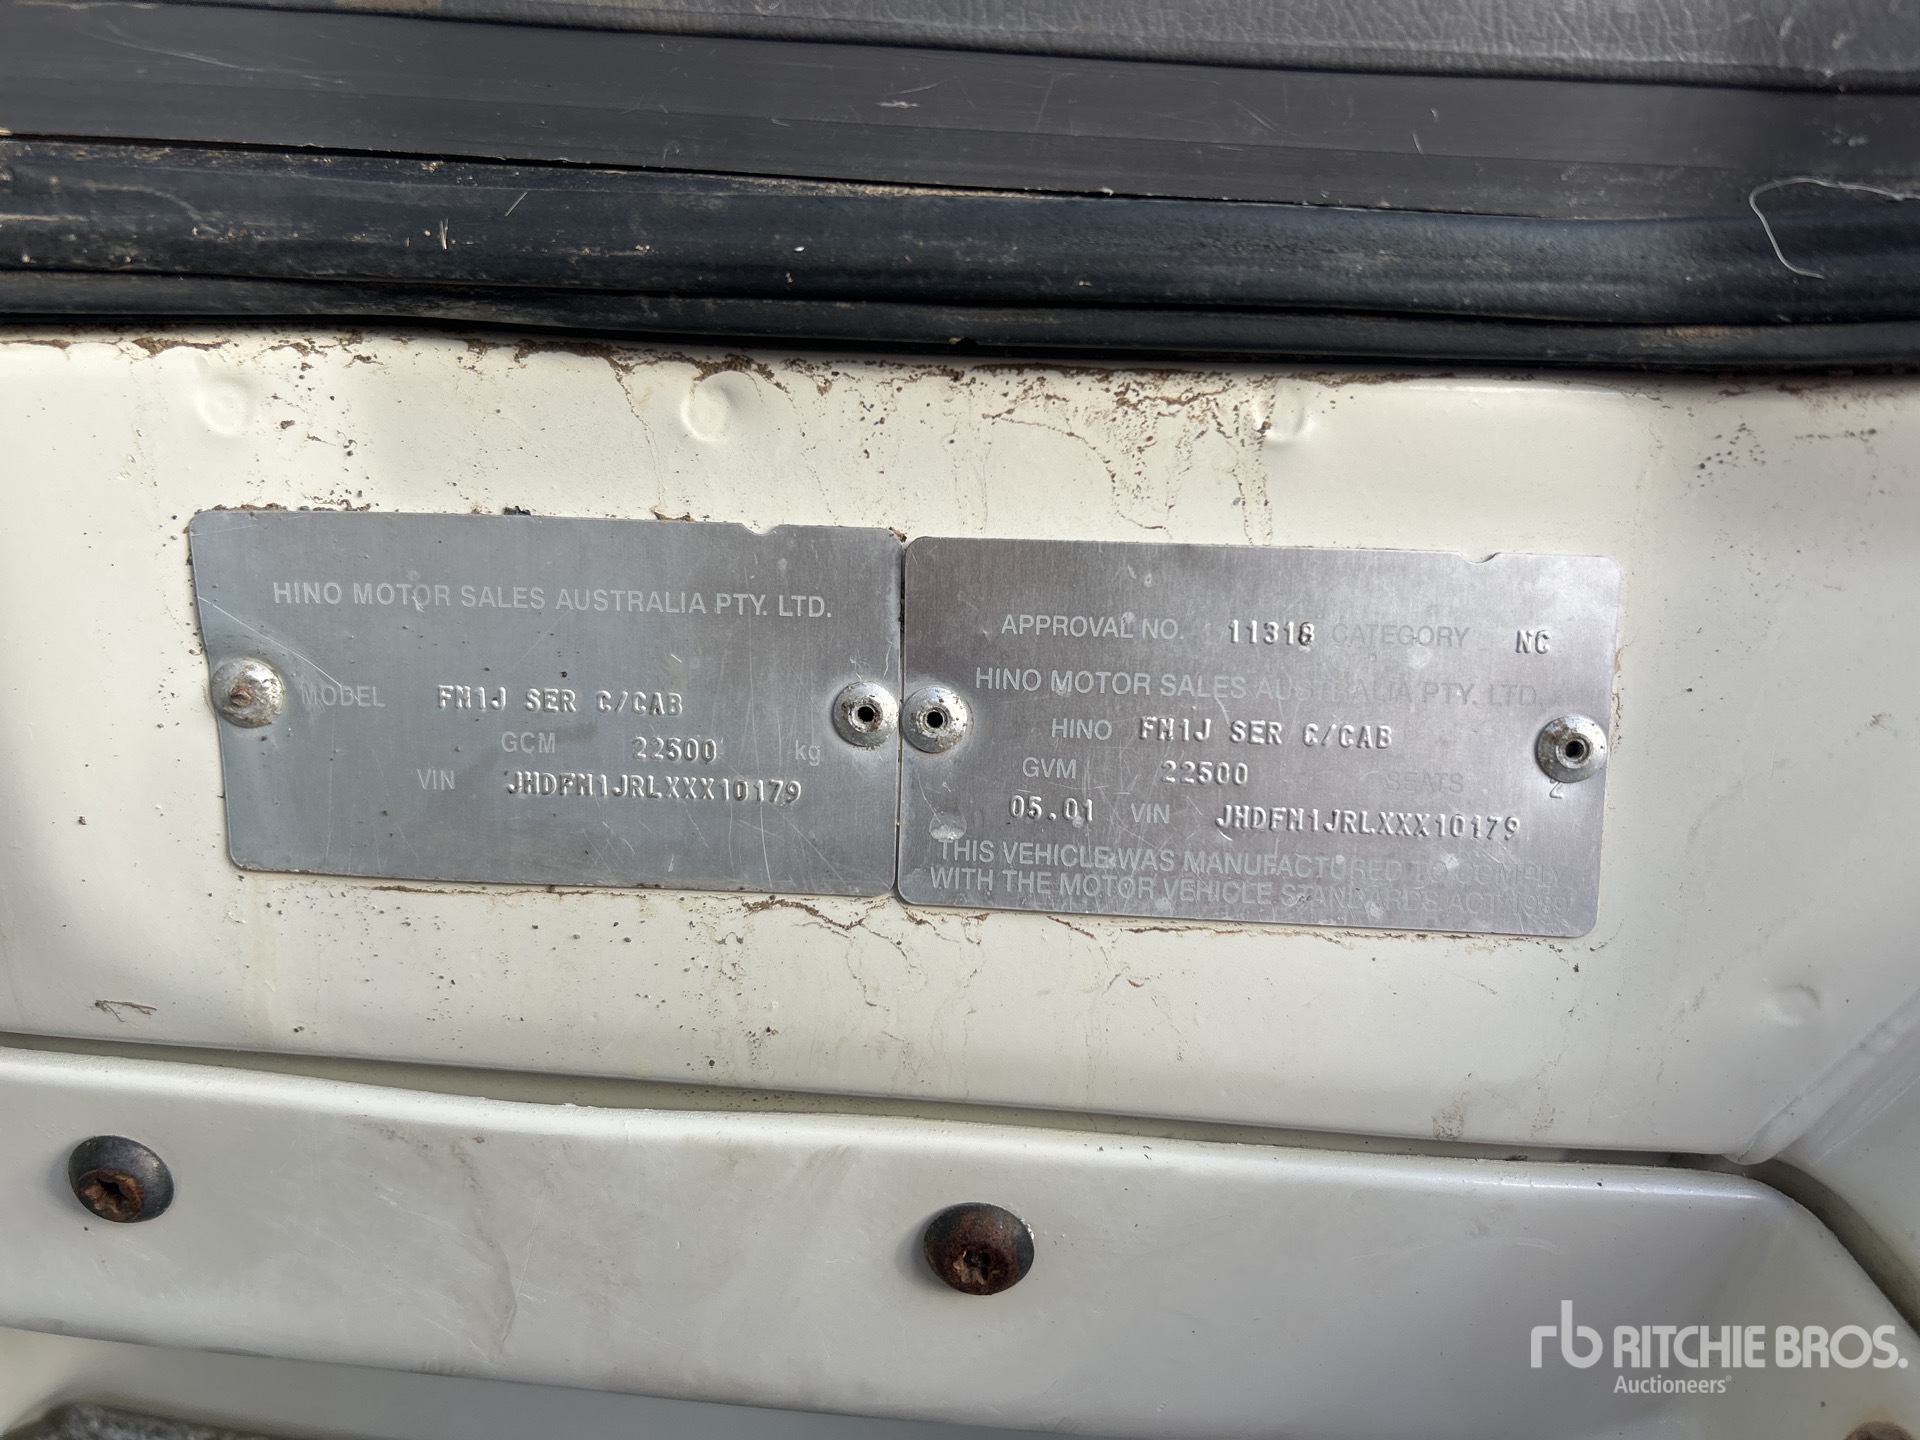 HINO MOTOR SALES AUSTRALIA PTY. LTD.
MODEL FM1J SER C/CAB
GCM 22500 kg
VIN JHDFM1JRLXXX10179
APPROVAL NO. 11318 CATEGORY NC
HINO MOTOR SALES AUSTRALIA PTY. LTD.
HINO FM1J SER C/CAB
GVM 22500 SEATS 2
05.01 VIN JHDFM1JRLXXX10179
THIS VEHICLE WAS MANUFACTURED TO COMPLY
WITH THE MOTOR VEHICLE STANDARDS ACT 1989
rb RITCHIE BROS.
Auctioneers